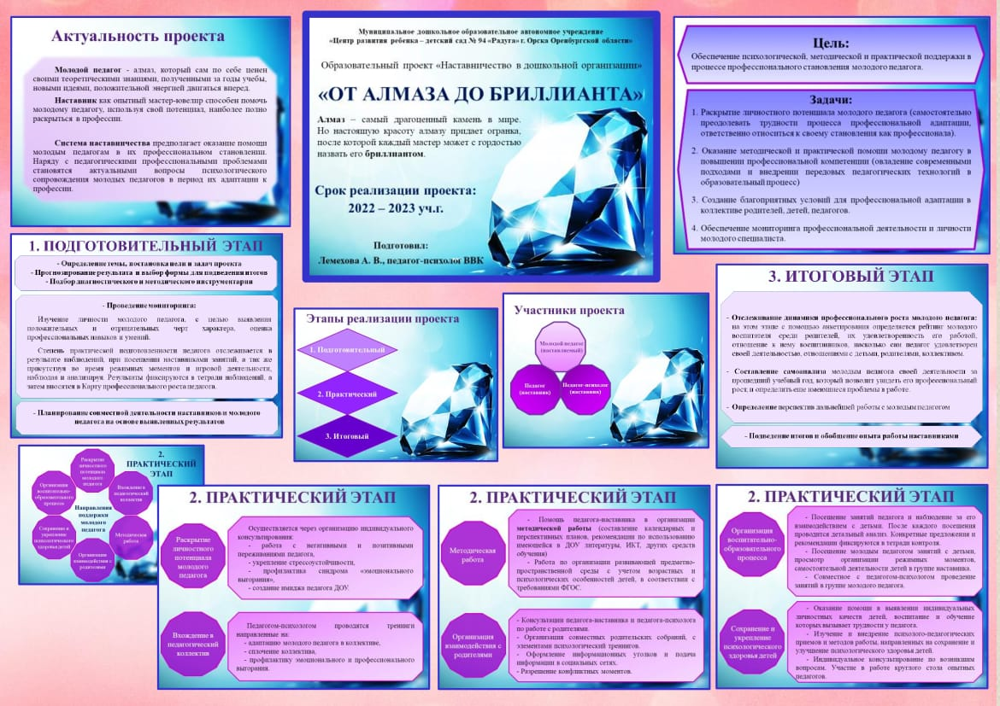 Актуальность проекта
Молодой педагог - алмаз, который сам по себе ценен
своими теоретическими знаниями, полученными за годы учебы,
новыми идеями, положительной энергией двигаться вперед.
Наставник как опытный мастер-ювелир способен помочь
молодому педагогу, используя свой потенциал, наиболее полно
раскрыться в профессии.
Система наставничества предполагает оказание помощи
молодым педагогам в их профессиональном становлении.
Наряду с педагогическими профессиональными проблемами
становятся актуальными вопросы психологического
сопровождения молодых педагогов в период их адаптации к
профессии.
Муниципальное дошкольное образовательное автономное учреждение
«Центр развития ребенка – детский сад № 94 «Радуга» г. Орска Оренбургской области»
Образовательный проект «Наставничество в дошкольной организации»
«ОТ АЛМАЗА ДО БРИЛЛИАНТА»
Алмаз – самый драгоценный камень в мире.
Но настоящую красоту алмазу придает огранка,
после которой каждый мастер может с гордостью
назвать его бриллиантом.
Срок реализации проекта:
2022 – 2023 уч.г.
Подготовил:
Лемехова А. В., педагог-психолог ВВК
Цель:
Обеспечение психологической, методической и практической поддержки в
процессе профессионального становления молодого педагога.
Задачи:
1. Раскрытие личностного потенциала молодого педагога (самостоятельно
преодолевать трудности процесса профессиональной адаптации,
ответственно относиться к своему становления как профессионала).
2. Оказание методической и практической помощи молодому педагогу в
повышении профессиональной компетенции (овладение современными
подходами и внедрении передовых педагогических технологий в
образовательный процесс)
3. Создание благоприятных условий для профессиональной адаптации в
коллективе родителей, детей, педагогов.
4. Обеспечение мониторинга профессиональной деятельности и личности
молодого специалиста.
1. ПОДГОТОВИТЕЛЬНЫЙ ЭТАП
- Определение темы, постановка цели и задач проекта
- Прогнозирование результата и выбор формы для подведения итогов
- Подбор диагностического и методического инструментария
- Проведение мониторинга:
Изучение личности молодого педагога, с целью выявления
положительных и отрицательных черт характера, оценка
профессиональных навыков и умений.
Степень практической подготовленности педагога отслеживается в
результате наблюдений, при посещении наставниками занятий, а так же
присутствуя во время режимных моментов и игровой деятельности,
наблюдая и анализируя. Результаты фиксируются в тетради наблюдений, а
затем вносятся в Карту профессионального роста педагога.
- Планирование совместной деятельности наставников и молодого
педагога на основе выявленных результатов
Этапы реализации проекта
1. Подготовительный
2. Практический
3. Итоговый
Участники проекта
Молодой педагог
(наставляемый)
Педагог
(наставник)
Педагог-психолог
(наставник)
3. ИТОГОВЫЙ ЭТАП
- Отслеживание динамики профессионального роста молодого педагога:
на этом этапе с помощью анкетирования определяется рейтинг молодого
воспитателя среди родителей, их удовлетворенность его работой,
отношение к нему воспитанников, насколько сам педагог удовлетворен
своей деятельностью, отношениями с детьми, родителями, коллективом.
- Составление самоанализа молодым педагога своей деятельности за
прошедший учебный год, который позволит увидеть его профессиональный
рост, и определить еще имеющиеся проблемы в работе.
- Определение перспектив дальнейшей работы с молодым педагогом
- Подведение итогов и обобщение опыта работы наставниками
2.
ПРАКТИЧЕСКИЙ
ЭТАП
Раскрытие
личностного
потенциала
молодого
педагога
Вхождение в
педагогический
коллектив
Методическая
работа
Организация
взаимодействия с
родителями
Сохранение и
укрепление
психологического
здоровья детей
Организация
воспитательно-
образовательного
процесса
Направления
поддержки
молодого
педагога
2. ПРАКТИЧЕСКИЙ ЭТАП
Раскрытие
личностного
потенциала
молодого
педагога
Осуществляется через организацию индивидуального
консультирования:
- работа с негативными и позитивными
переживаниями педагога,
- укрепление стрессоустойчивости,
- профилактика синдрома «эмоционального
выгорания»,
- создание имиджа педагога ДОУ.
Вхождение в
педагогический
коллектив
Педагогом-психологом проводятся тренинги
направленные на:
- адаптацию молодого педагога в коллективе,
- сплочение коллектива,
- профилактику эмоционального и профессионального
выгорания.
2. ПРАКТИЧЕСКИЙ ЭТАП
Методическая
работа
- Помощь педагога-наставника в организации
методической работы (составление календарных и
перспективных планов, рекомендации по использованию
имеющейся в ДОУ литературы, ИКТ, других средств
обучения)
- Работа по организации развивающей предметно-
пространственной среды с учетом возрастных и
психологических особенностей детей, в соответствии с
требованиями ФГОС.
Организация
взаимодействия с
родителями
- Консультации педагога-наставника и педагога-психолога
по работе с родителями.
- Организация совместных родительских собраний, с
элементами психологический тренингов.
- Оформление информационных уголков и подача
информации в социальных сетях.
- Разрешение конфликтных моментов.
2. ПРАКТИЧЕСКИЙ ЭТАП
Организация
воспитательно-
образовательного
процесса
- Посещение занятий педагога и наблюдение за его
взаимодействием с детьми. После каждого посещения
проводится детальный анализ. Конкретные предложения и
рекомендации фиксируются в тетради контроля.
- Посещение молодым педагогом занятий с детьми,
просмотр организации режимных моментов,
самостоятельной деятельности детей в группе наставника.
- Совместное с педагогом-психологом проведение
занятий в группе молодого педагога.
Сохранение и
укрепление
психологического
здоровья детей
- Оказание помощи в выявлении индивидуальных
личностных качеств детей, воспитание и обучение
которых вызывает трудности у педагога.
- Изучение и внедрение психолого-педагогических
приемов и методов работы, направленных на сохранение и
улучшение психологического здоровья детей.
- Индивидуальное консультирование по возникшим
вопросам. Участие в работе круглого стола опытных
педагогов.